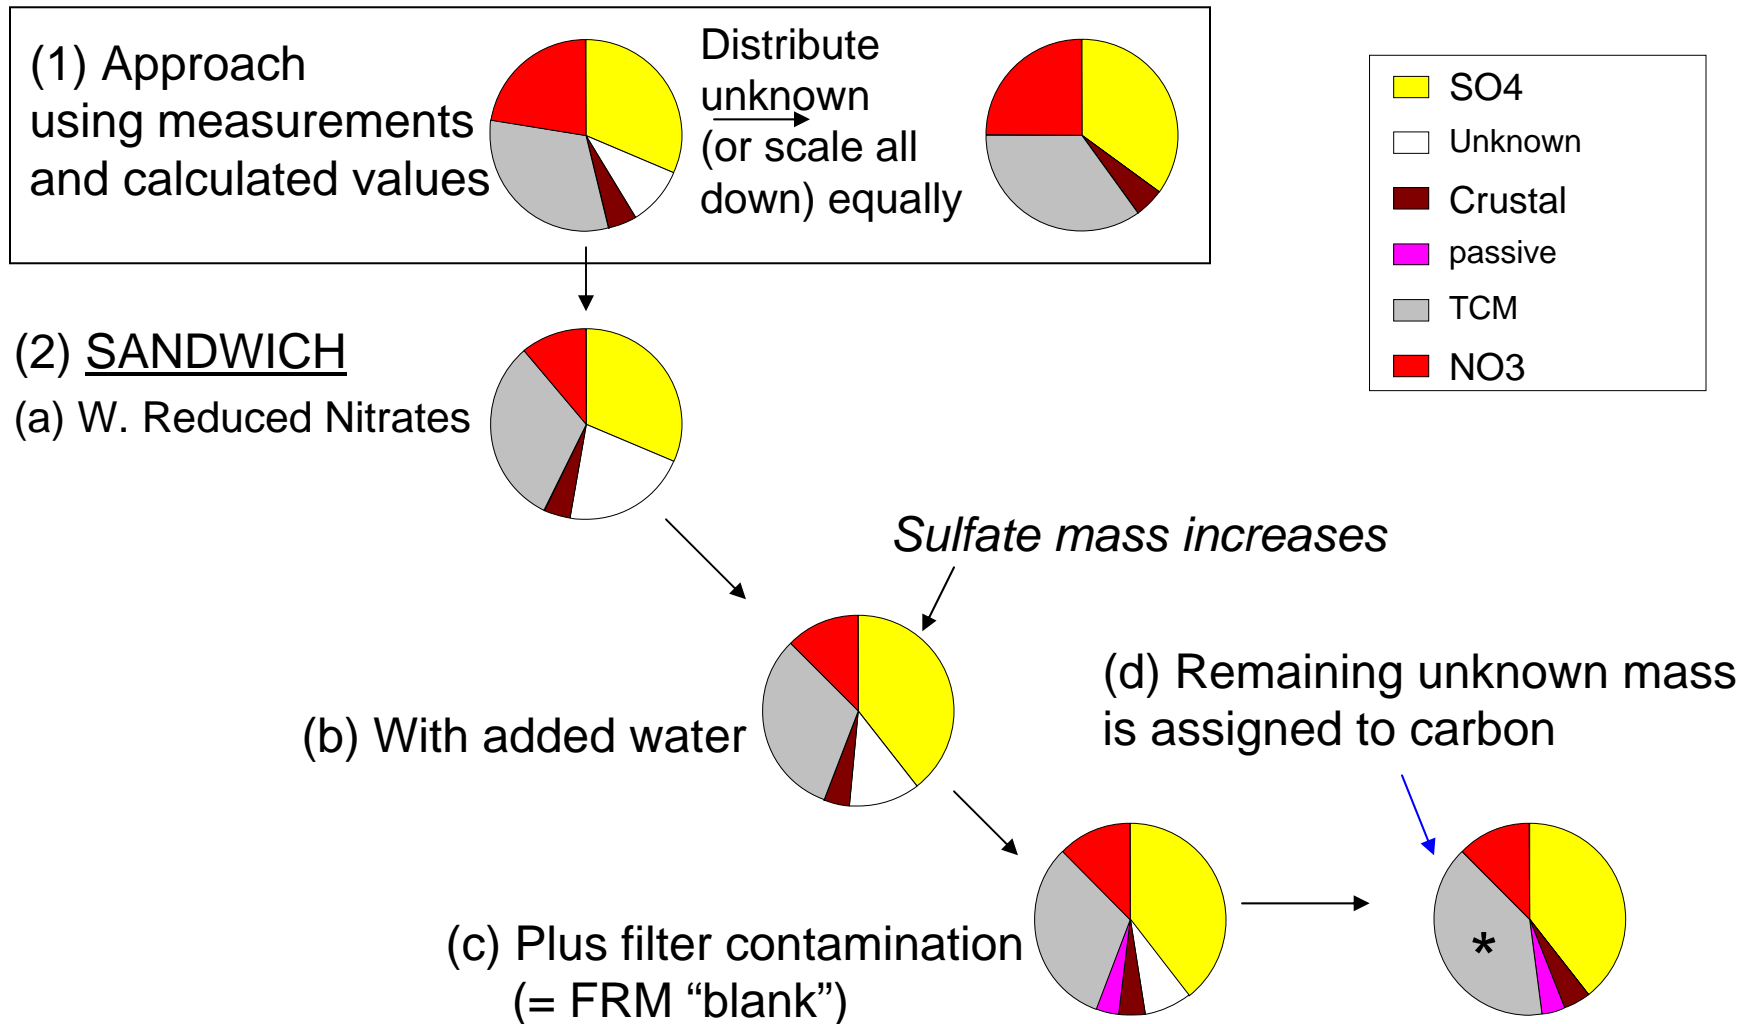 (1) Approach
using measurements
and calculated values
Distribute
unknown
(or scale all
down) equally
SO4
Unknown
Crustal
passive
TCM
NO3
(2) SANDWICH
(a) W. Reduced Nitrates
Sulfate mass increases
(b) With added water
(d) Remaining unknown mass
is assigned to carbon
(c) Plus filter contamination
(= FRM “blank”)
*